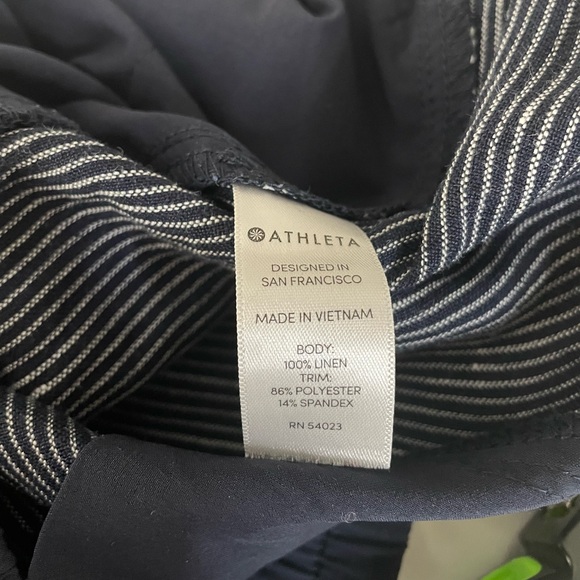 ATHLETA
DESIGNED IN
SAN FRANCISCO
MADE IN VIETNAM
BODY:
100% LINEN
TRIM:
86% POLYESTER
14% SPANDEX
RN 54023